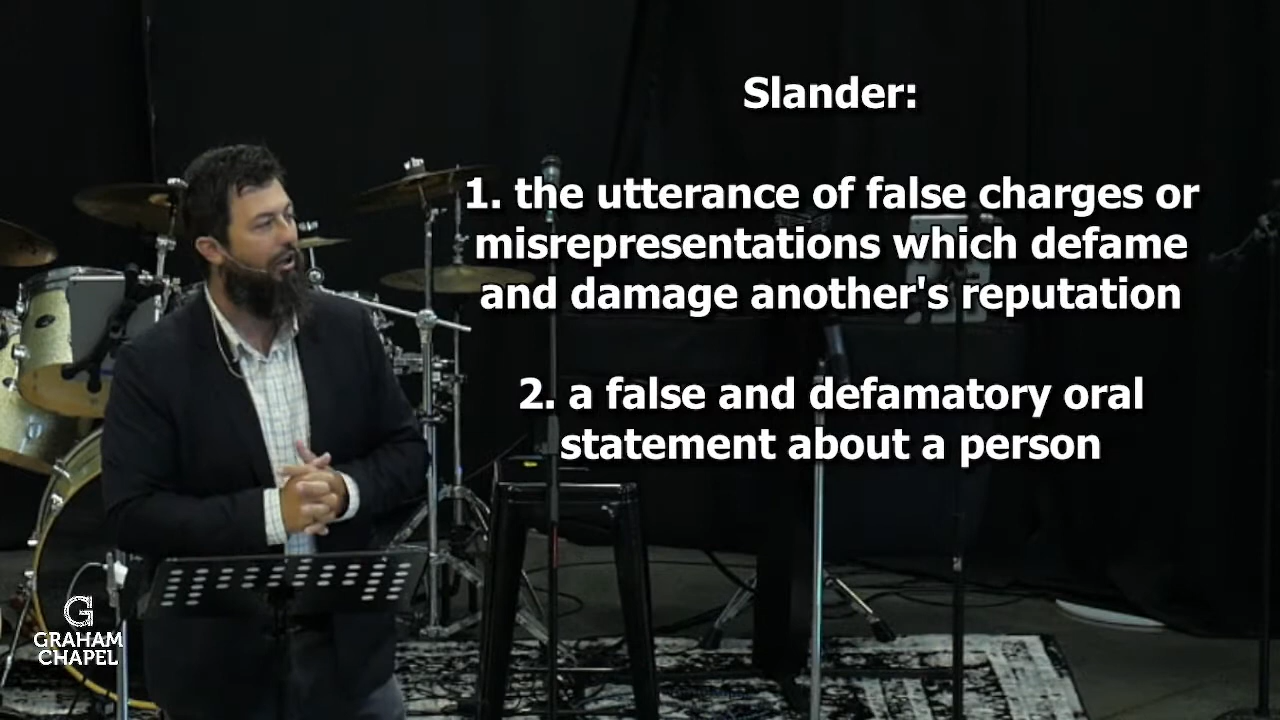 Slander:
1. the utterance of false charges or
misrepresentations which defame
and damage another's reputation
2. a false and defamatory oral
statement about a person
G
GRAHAM
CHAPEL